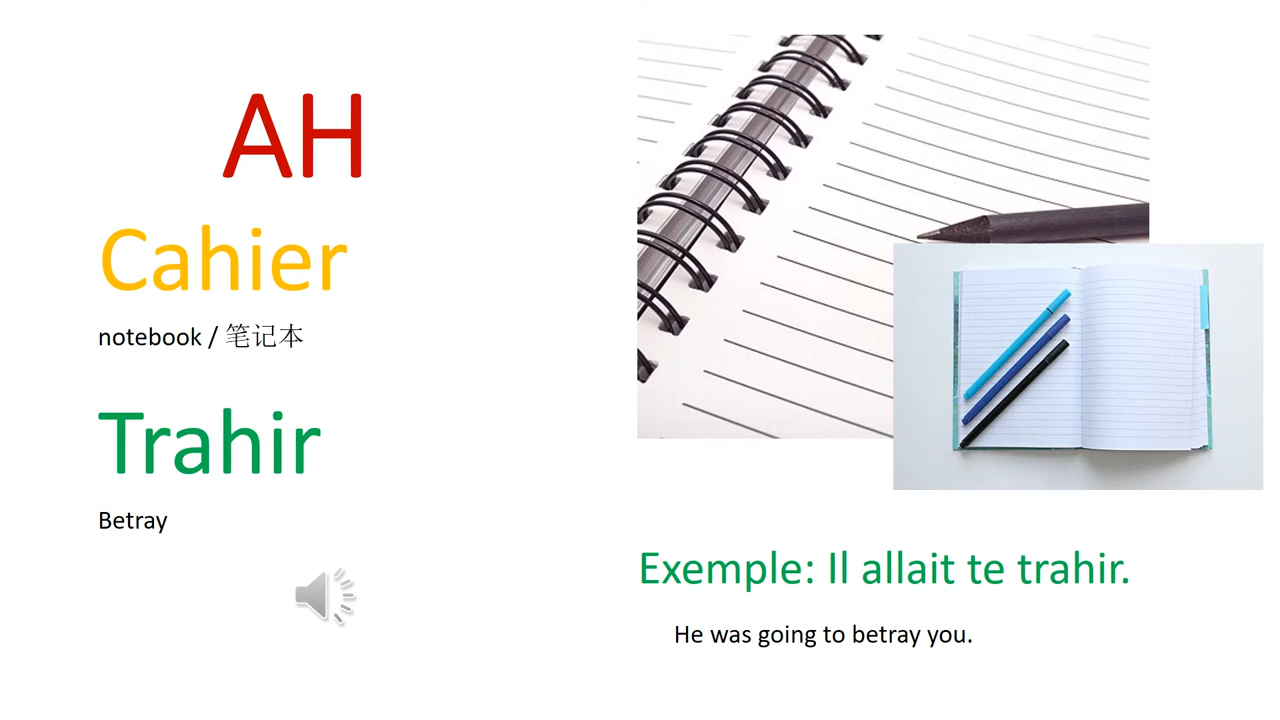 AH
Cahier
notebook / 笔记本
Trahir
Betray
Exemple: Il allait te trahir.
He was going to betray you.